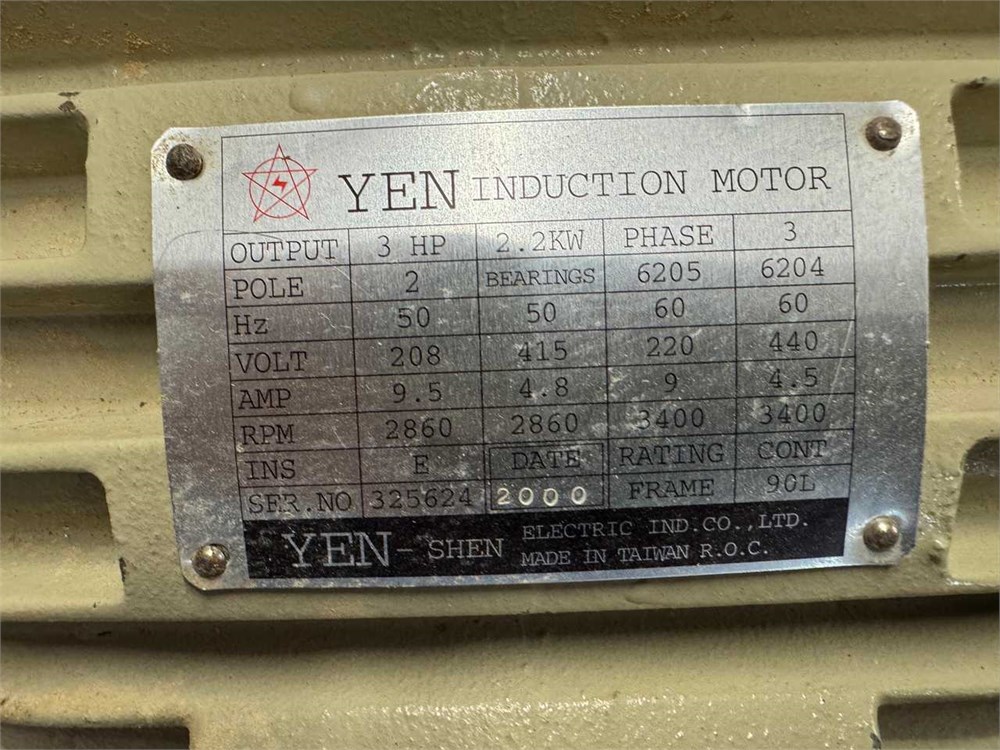 YEN INDUCTION MOTOR
OUTPUT 3 HP 2.2KW PHASE 3
POLE 2 BEARINGS 6205 6204
Hz 50 50 60 60
VOLT 208 415 220 440
AMP 9.5 4.8 9 4.5
RPM 2860 2860 3400 3400
INS E DATE RATING CONT
SER.NO 325624 2000 FRAME 90L
YEN-SHEN ELECTRIC IND.CO.,LTD.
MADE IN TAIWAN R.O.C.